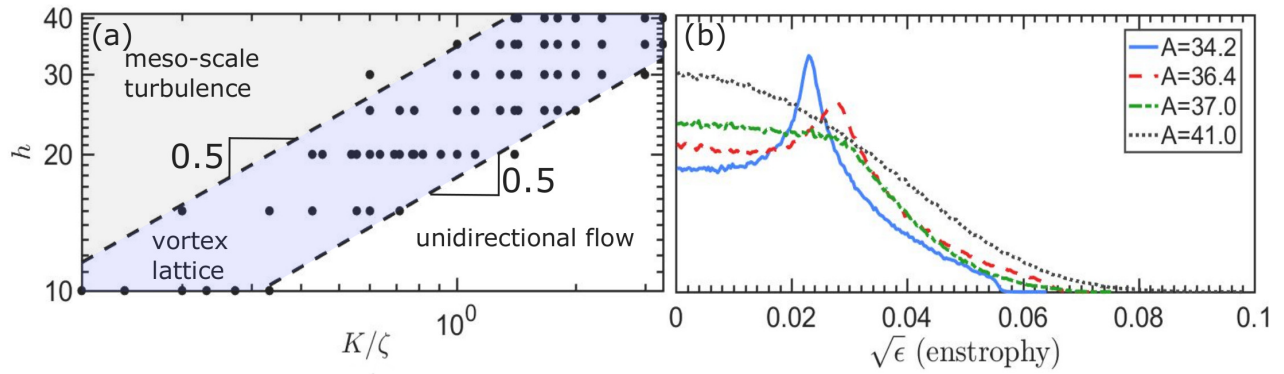 (a)
meso-scale
turbulence
0.5
0.5
vortex
lattice
unidirectional flow
40
30
20
10
h
10^0
K/ζ
(b)
A=34.2
A=36.4
A=37.0
A=41.0
0 0.02 0.04 0.06 0.08 0.1
√ϵ (enstrophy)